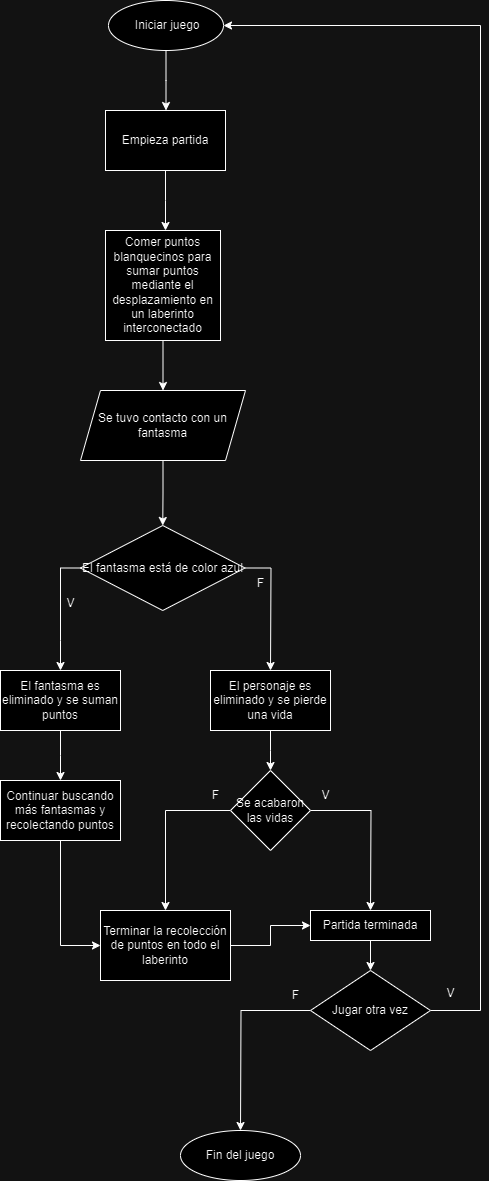 Iniciar juego
Empieza partida
Comer puntos
blanquecinos para
sumar puntos
mediante el
desplazamiento en
un laberinto
interconectado
Se tuvo contacto con un
fantasma
El fantasma está de color azul
V
F
El fantasma es
eliminado y se suman
puntos
El personaje es
eliminado y se pierde
una vida
Continuar buscando
más fantasmas y
recolectando puntos
F
Se acabaron
las vidas
V
Terminar la recolección
de puntos en todo el
laberinto
Partida terminada
F
Jugar otra vez
V
Fin del juego